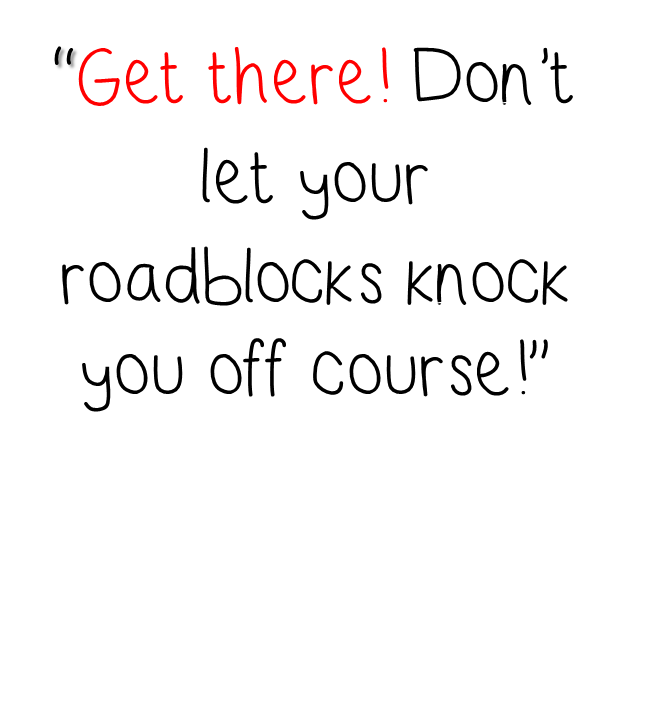 “Get there! Don’t
let your
roadblocks knock
you off course!”